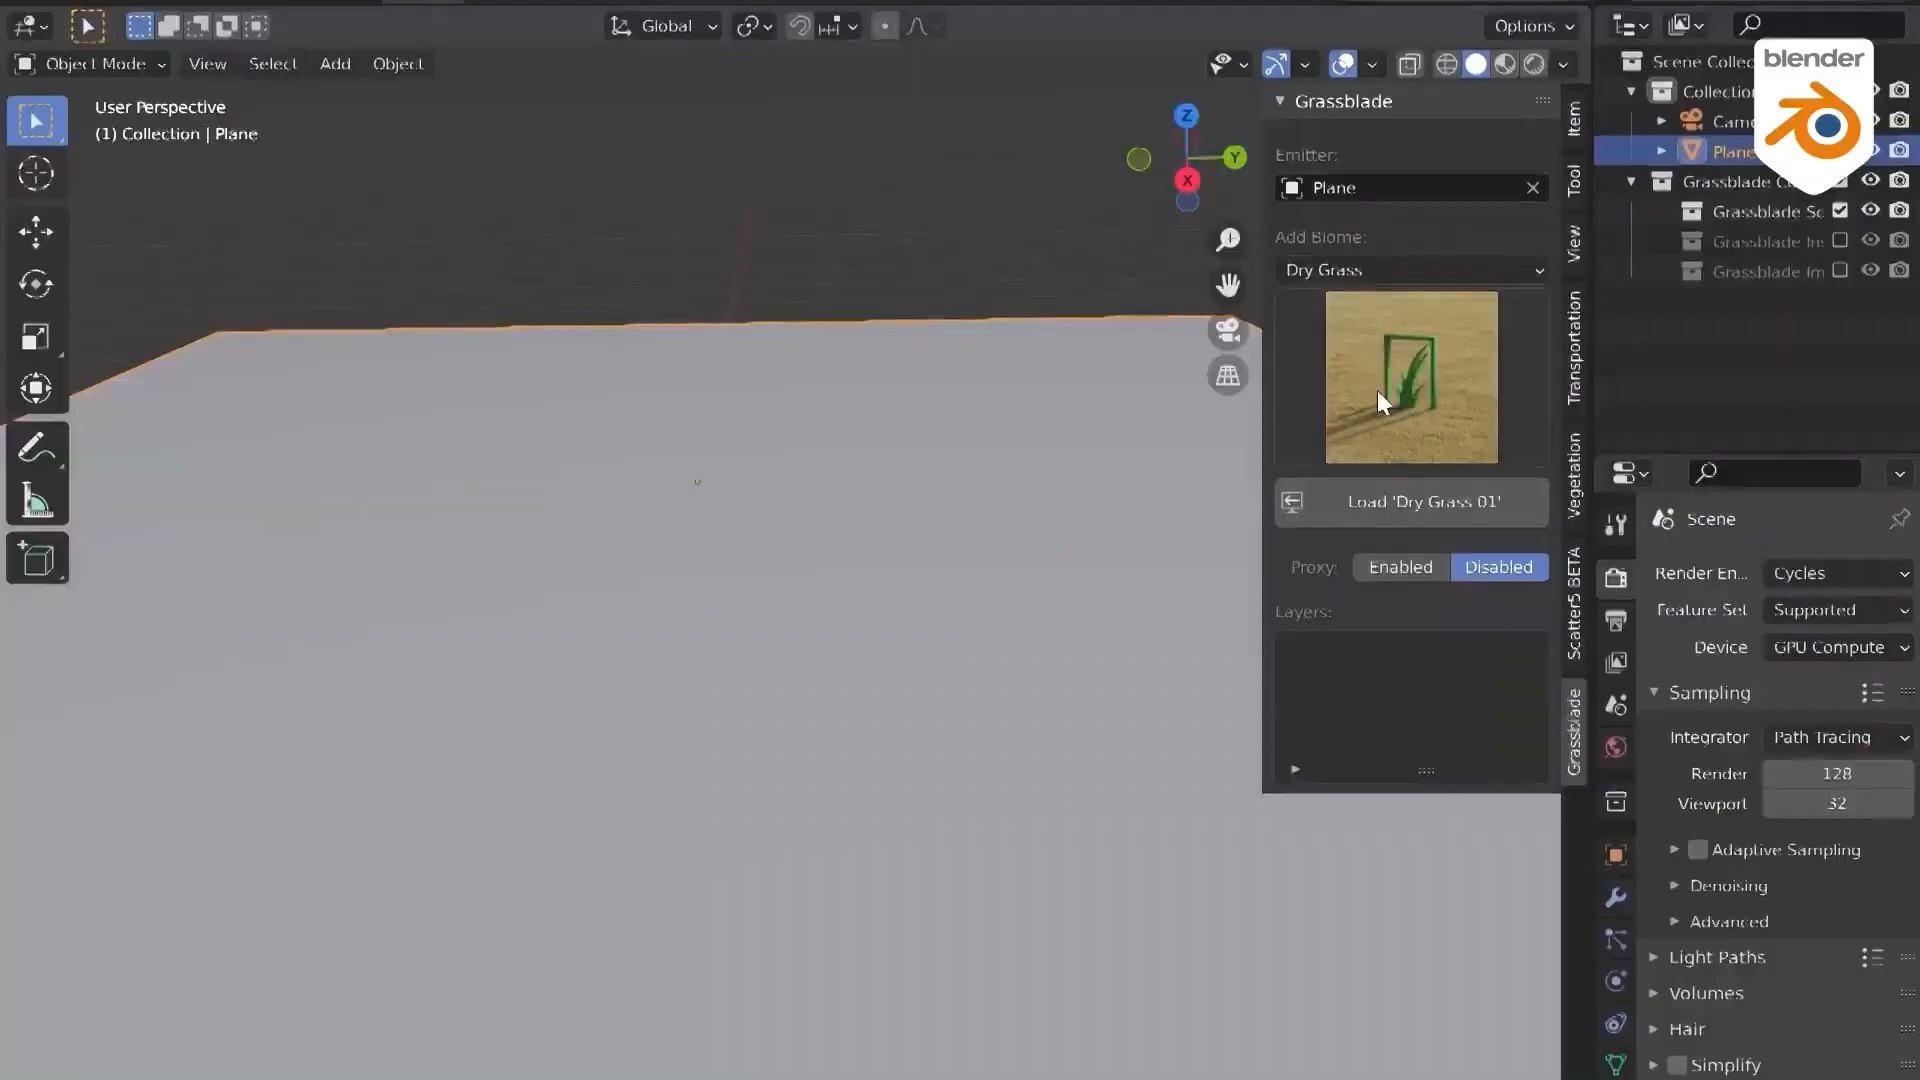 Global
Options
Object Mode
View
Select
Add
Object
User Perspective
(1) Collection | Plane
Z
Y
X
Grassblade
Emitter:
Plane
Add Biome:
Dry Grass
Load 'Dry Grass 01'
Proxy:
Enabled
Disabled
Layers:
Item
Tool
View
Transportation
Vegetation
Scatter5 BETA
Grassblade
Scene Collec
Collectio
Came
Plane
Grassblade C
Grassblade Sc
Grassblade In
Grassblade Im
blender
Scene
Render En...
Cycles
Feature Set
Supported
Device
GPU Compute
Sampling
Integrator
Path Tracing
Render
128
Viewport
32
Adaptive Sampling
Denoising
Advanced
Light Paths
Volumes
Hair
Simplify